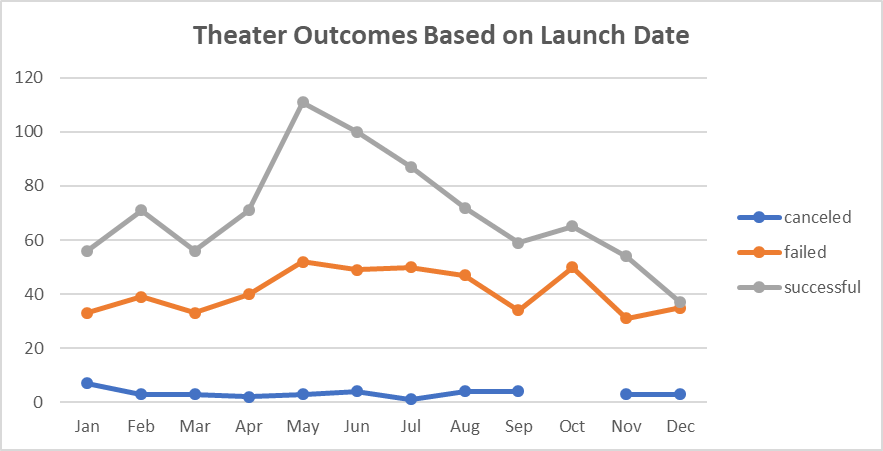 Theater Outcomes Based on Launch Date
120
100
80
60
40
20
0
Jan Feb Mar Apr May Jun Jul Aug Sep Oct Nov Dec
canceled
failed
successful